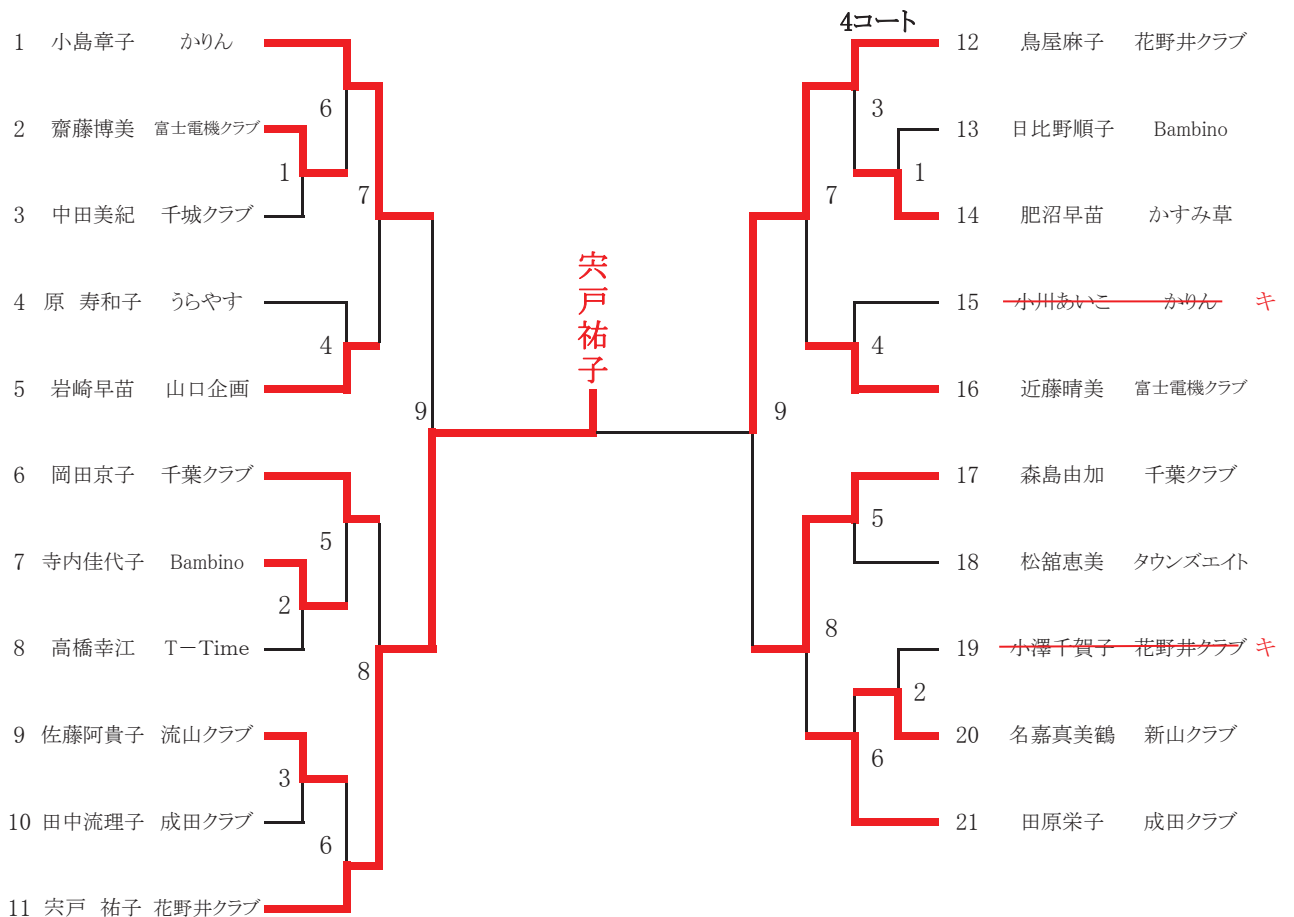 4コート
1 小島章子 かりん
6
2 齋藤博美 富士電機クラブ
1
7
3 中田美紀 千城クラブ
4 原 寿和子 うらやす
4
5 岩崎早苗 山口企画
9
6 岡田京子 千葉クラブ
5
7 寺内佳代子 Bambino
2
8 高橋幸江 T－Time
8
9 佐藤阿貴子 流山クラブ
3
10 田中流理子 成田クラブ
6
11 宍戸 祐子 花野井クラブ
宍戸祐子
12 鳥屋麻子 花野井クラブ
3
13 日比野順子 Bambino
1
7
14 肥沼早苗 かすみ草
15 小川あいこ かりん キ
4
16 近藤晴美 富士電機クラブ
9
17 森島由加 千葉クラブ
5
18 松舘恵美 タウンズエイト
8
19 小澤千賀子 花野井クラブ キ
2
20 名嘉真美鶴 新山クラブ
6
21 田原栄子 成田クラブ